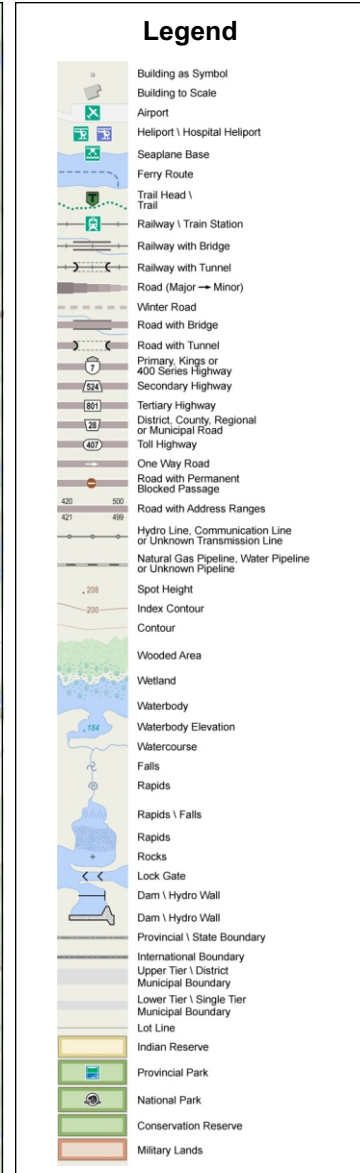 Legend
Building as Symbol
Building to Scale
Airport
Heliport \ Hospital Heliport
Seaplane Base
Ferry Route
Trail Head \
Trail
Railway \ Train Station
Railway with Bridge
Railway with Tunnel
Road (Major → Minor)
Winter Road
Road with Bridge
Road with Tunnel
7
Primary, Kings or
400 Series Highway
524 Secondary Highway
801 Tertiary Highway
28
District, County, Regional
or Municipal Road
407 Toll Highway
One Way Road
Road with Permanent
Blocked Passage
420 500
Road with Address Ranges
421 499
Hydro Line, Communication Line
or Unknown Transmission Line
Natural Gas Pipeline, Water Pipeline
or Unknown Pipeline
.208 Spot Height
200 Index Contour
Contour
Wooded Area
Wetland
Waterbody
.184 Waterbody Elevation
Watercourse
Falls
Rapids
Rapids \ Falls
Rapids
Rocks
Lock Gate
Dam \ Hydro Wall
Dam \ Hydro Wall
Provincial \ State Boundary
International Boundary
Upper Tier \ District
Municipal Boundary
Lower Tier \ Single Tier
Municipal Boundary
Lot Line
Indian Reserve
Provincial Park
National Park
Conservation Reserve
Military Lands